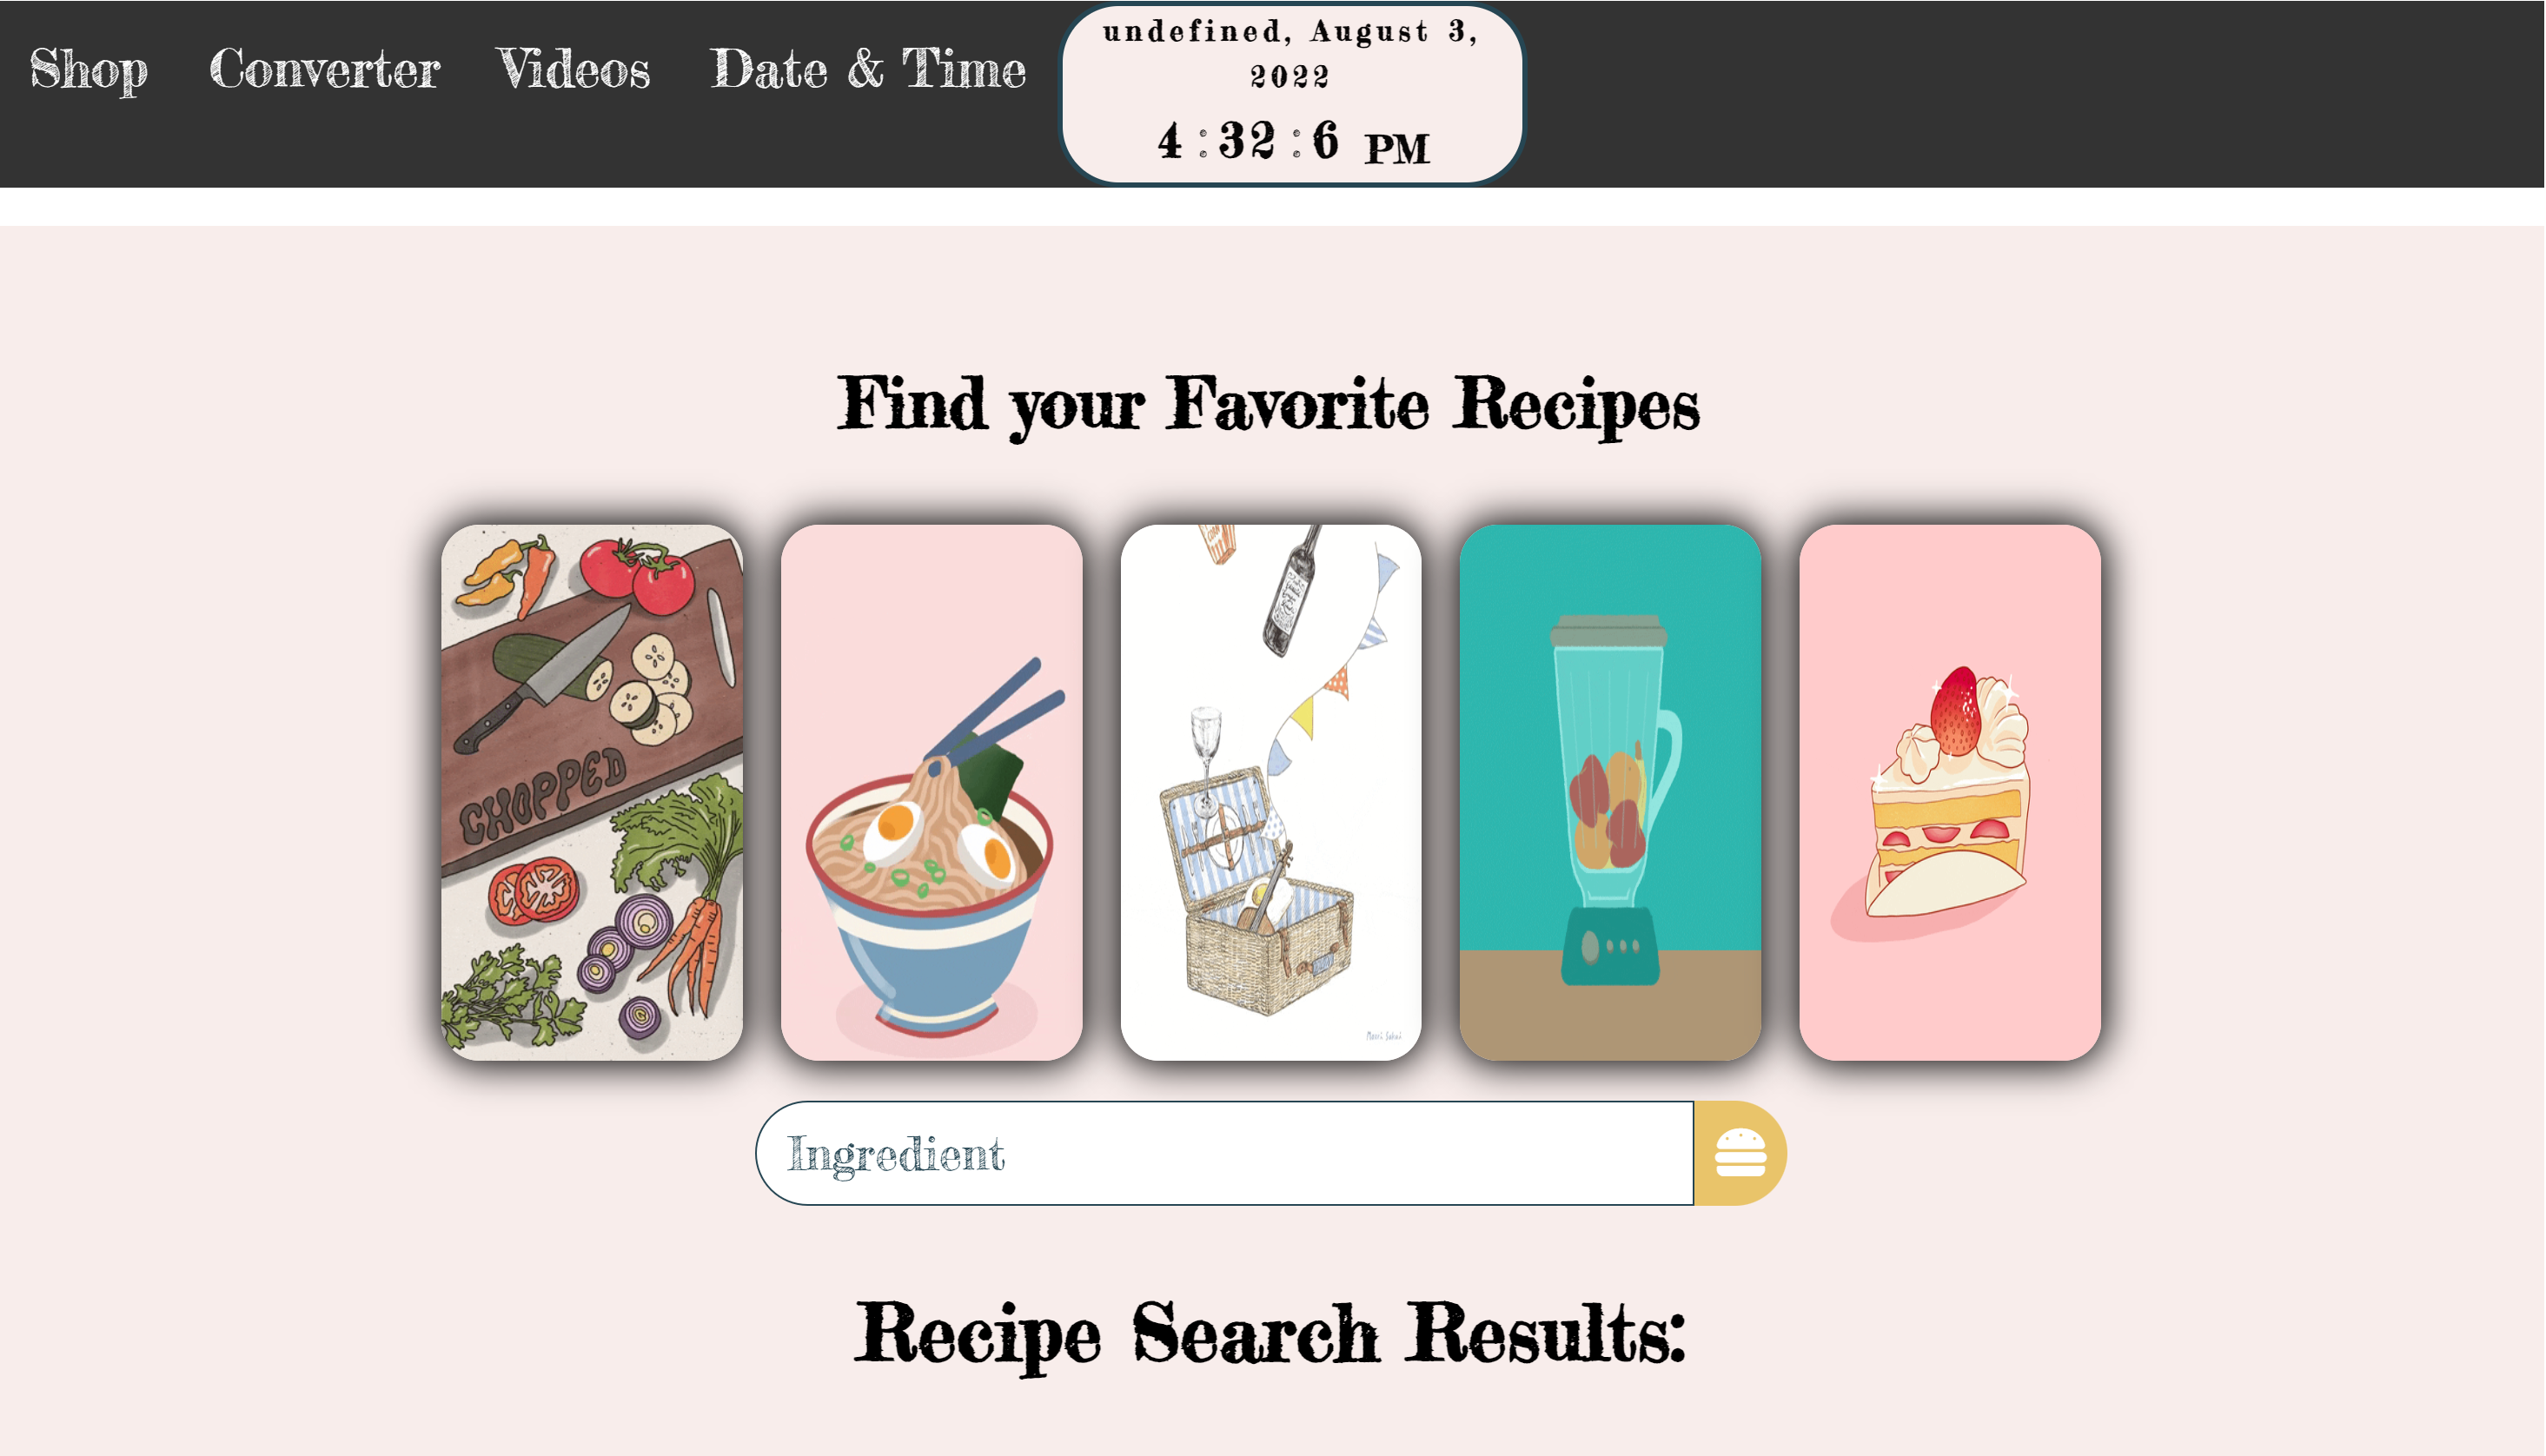 Shop Converter Videos Date & Time
undefined, August 3,
2022
4:32:6 PM
Find your Favorite Recipes
CHOPPED
Ingredient
Recipe Search Results: